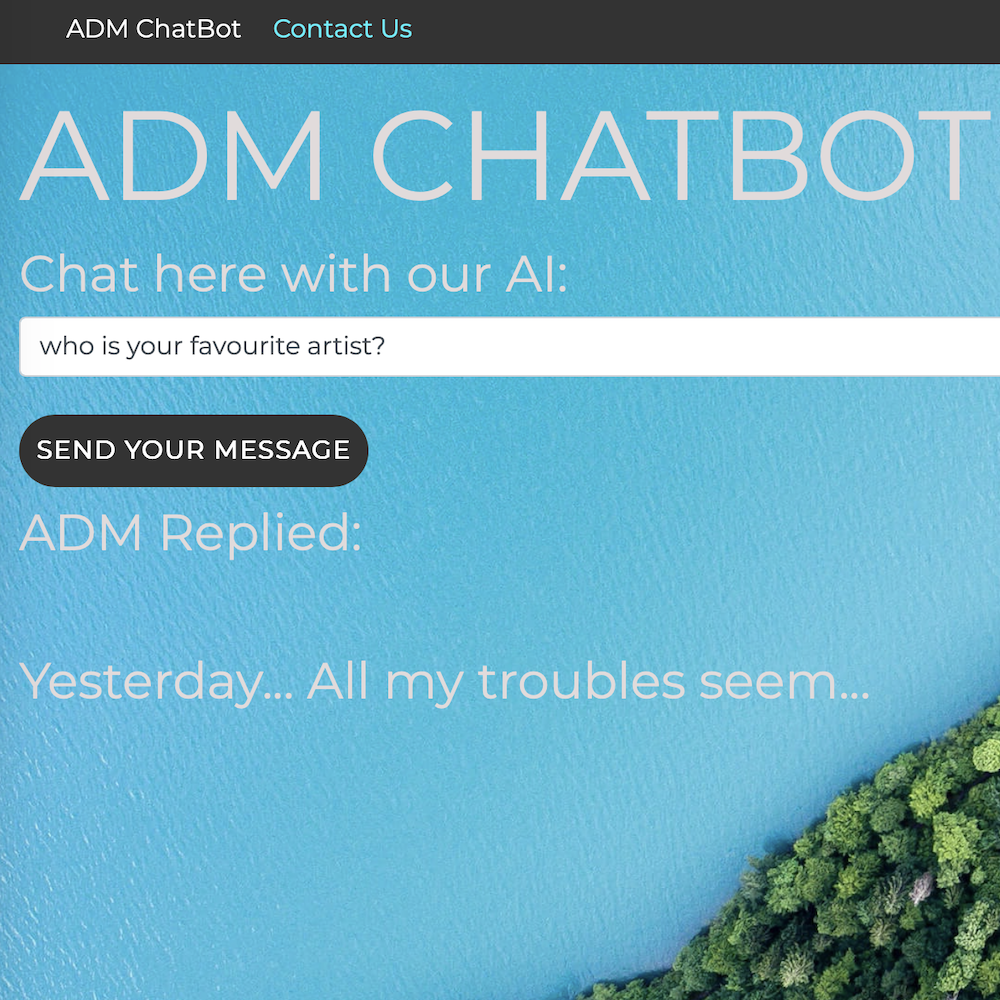 ADM ChatBot Contact Us
ADM CHATBOT
Chat here with our AI:
who is your favourite artist?
SEND YOUR MESSAGE
ADM Replied:
Yesterday... All my troubles seem...